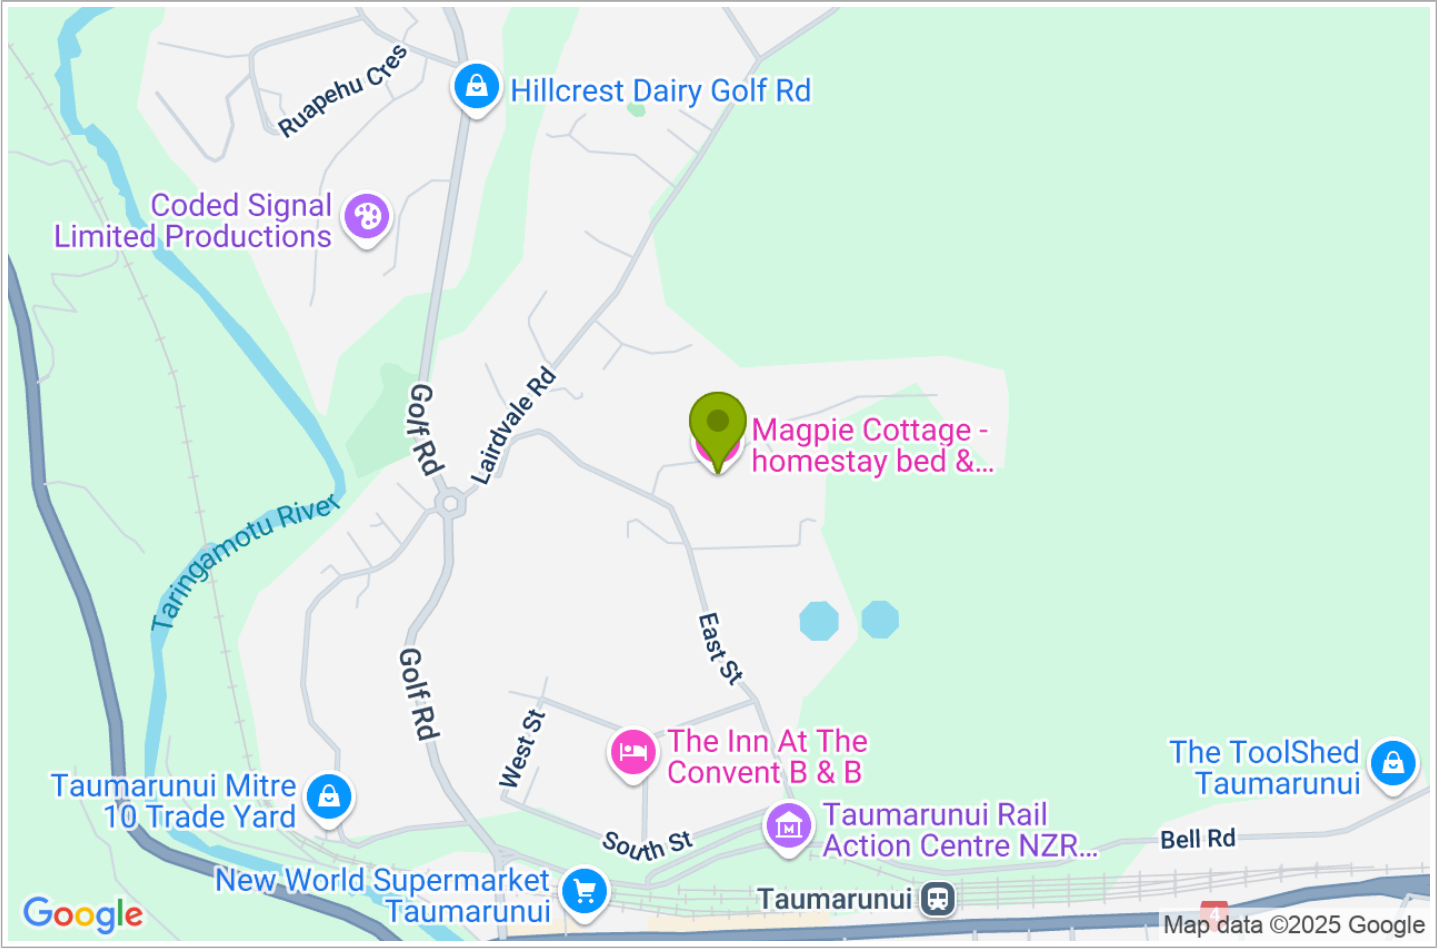 Ruapehu Cres
Hillcrest Dairy Golf Rd
Coded Signal
Limited Productions
Golf Rd
Lairdvale Rd
Magpie Cottage -
homestay bed &...
Taringamotu River
East St
Golf Rd
West St
The Inn At The
Convent B & B
The ToolShed
Taumarunui
Taumarunui Mitre
10 Trade Yard
Taumarunui Rail
Action Centre NZR...
South St
Bell Rd
New World Supermarket
Taumarunui
Taumarunui
4
Google
Map data ©2025 Google